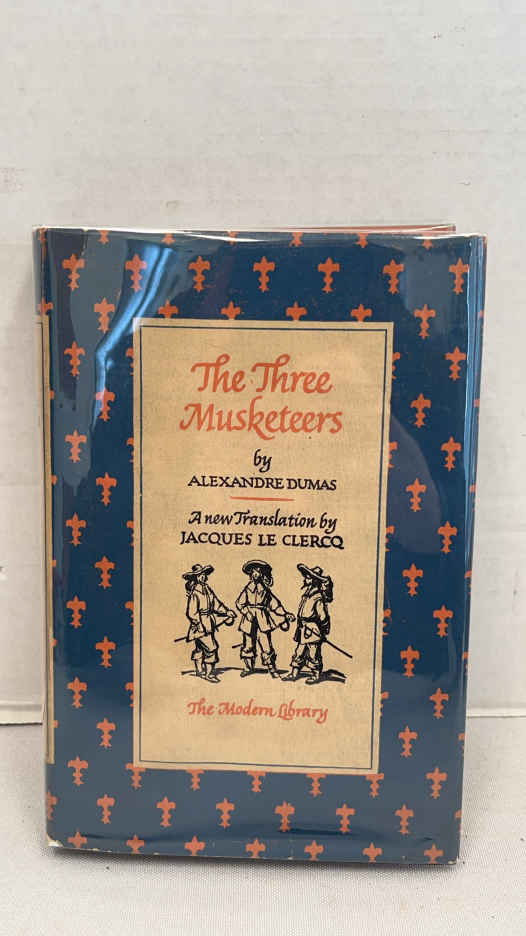 The Three
Musketeers
by
ALEXANDRE DUMAS
A new Translation by
JACQUES LE CLERCQ
The Modern Library